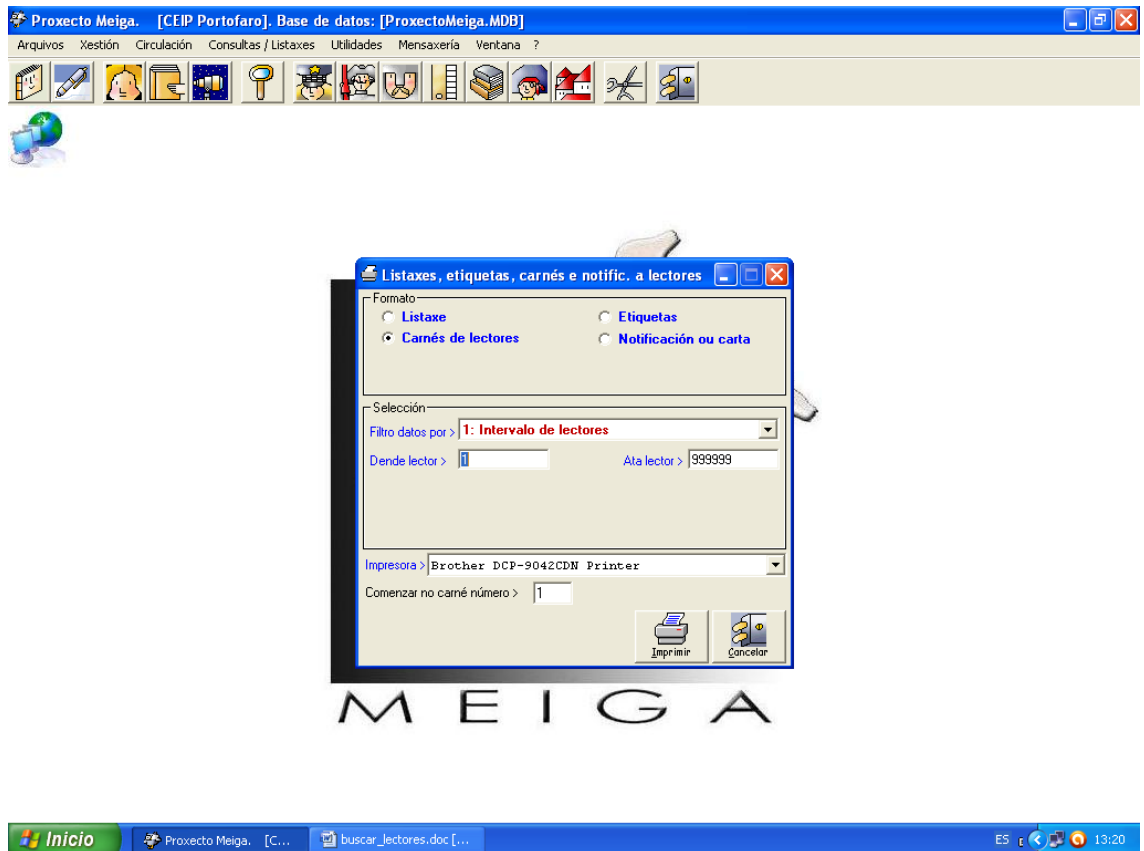 Proxecto Meiga. [CEIP Portofaro]. Base de datos: [ProxectoMeiga.MDB]
Arquivos Xestión Circulación Consultas / Listaxes Utilidades Mensaxería Ventana ?
Listaxes, etiquetas, carnés e notific. a lectores
Formato
Listaxe Etiquetas
Carnés de lectores Notificación ou carta
Selección
Filtro datos por > 1: Intervalo de lectores
Dende lector > 1 Ata lector > 999999
Impresora > Brother DCP-9042CDN Printer
Comenzar no carné número > 1
Imprimir Cancelar
MEIGA
Inicio Proxecto Meiga. [C... buscar_lectores.doc [... ES 13:20